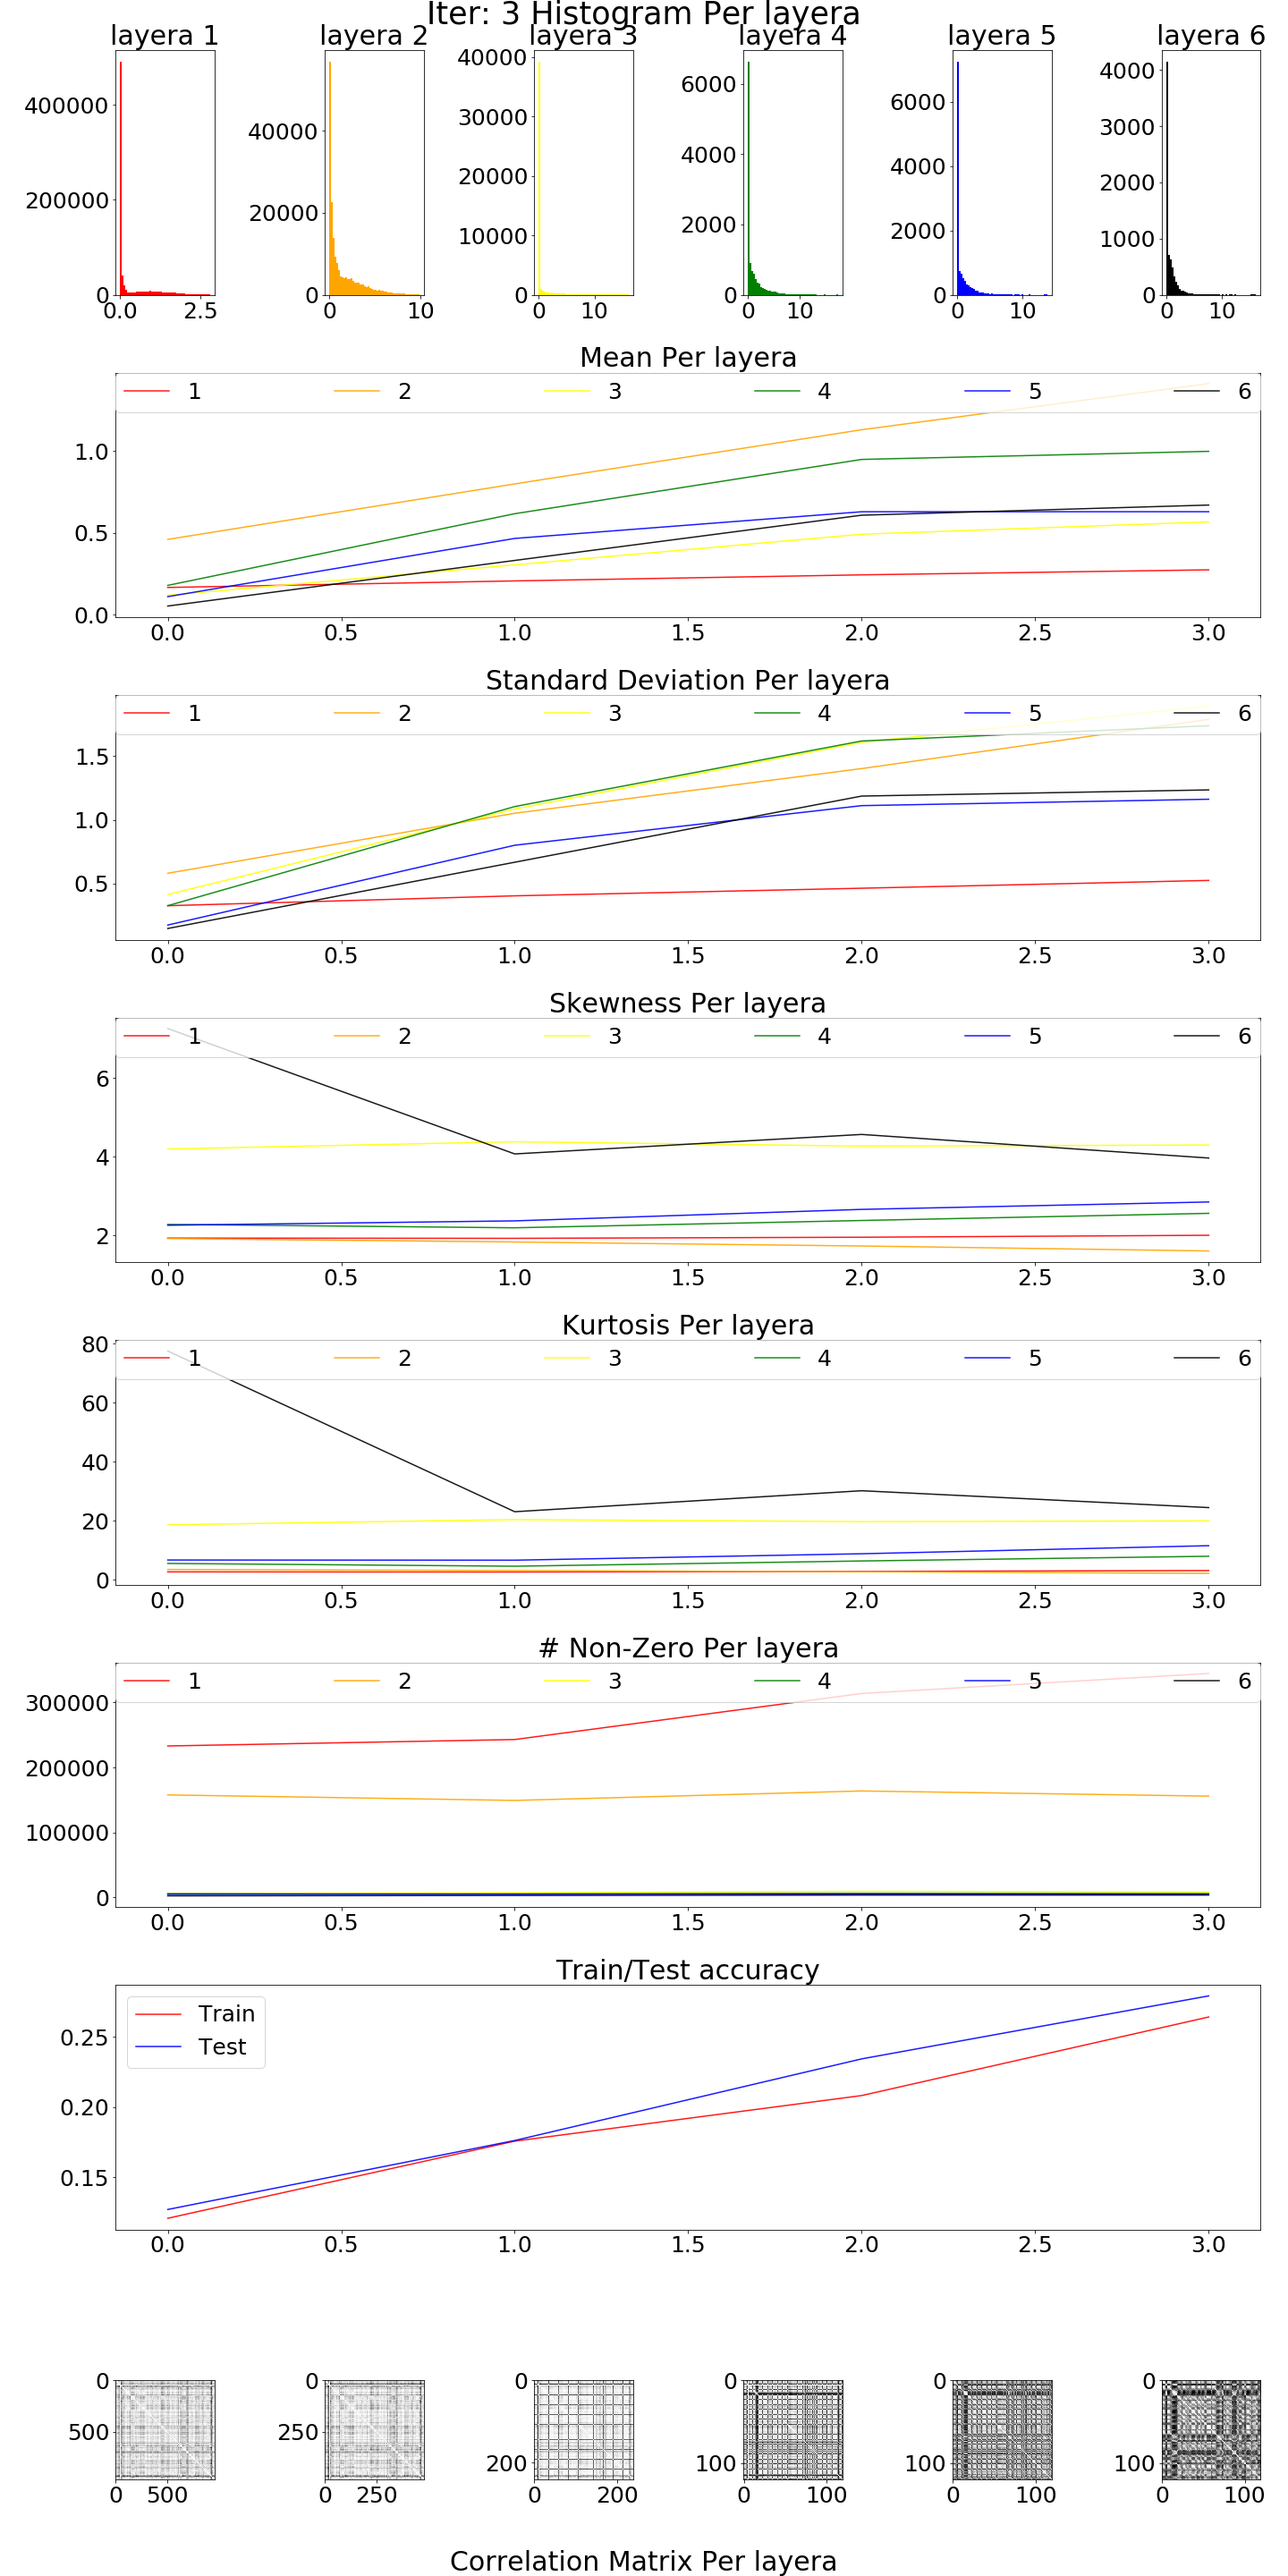 Iter: 3 Histogram Per layera
layera 1 layera 2 layera 3 layera 4 layera 5 layera 6
400000 200000 0 0.0 2.5
40000 20000 0 0 10
40000 30000 20000 10000 0 0 10
6000 4000 2000 0 0 10
6000 4000 2000 0 0 10
4000 3000 2000 1000 0 0 10
Mean Per layera
1 2 3 4 5 6
1.0
0.5
0.0
0.0 0.5 1.0 1.5 2.0 2.5 3.0
Standard Deviation Per layera
1 2 3 4 5 6
1.5
1.0
0.5
0.0 0.5 1.0 1.5 2.0 2.5 3.0
Skewness Per layera
1 2 3 4 5 6
6
4
2
0.0 0.5 1.0 1.5 2.0 2.5 3.0
Kurtosis Per layera
80
1 2 3 4 5 6
60
40
20
0
0.0 0.5 1.0 1.5 2.0 2.5 3.0
# Non-Zero Per layera
1 2 3 4 5 6
300000
200000
100000
0
0.0 0.5 1.0 1.5 2.0 2.5 3.0
Train/Test accuracy
Train
Test
0.25
0.20
0.15
0.0 0.5 1.0 1.5 2.0 2.5 3.0
0 0 0 0 0 0
500 250 200 100 100 100
0 500 0 250 0 200 0 100 0 100 0 100
Correlation Matrix Per layera